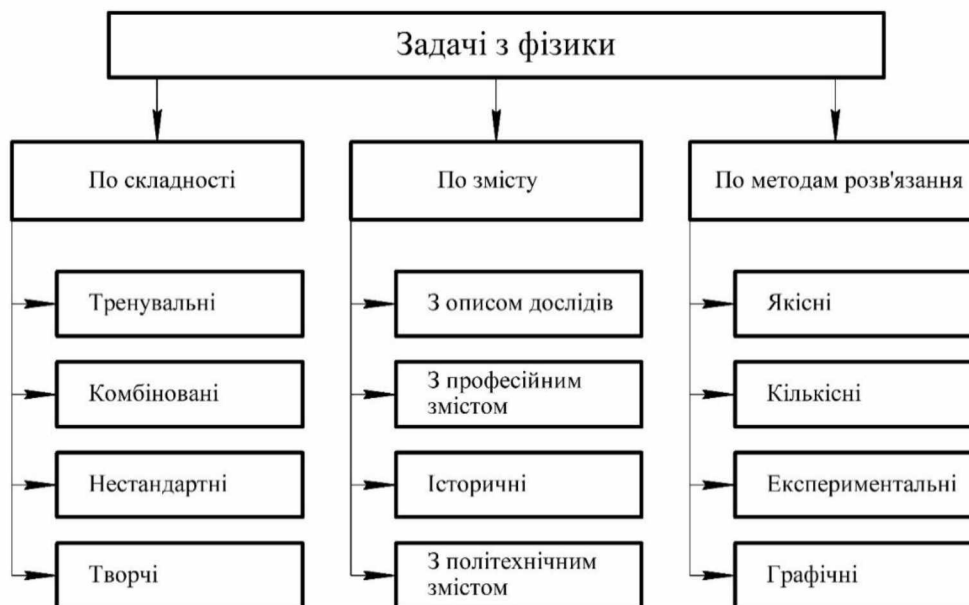 Задачі з фізики
По складності
По змісту
По методам розв'язання
Тренувальні
З описом дослідів
Якісні
Комбіновані
З професійним
змістом
Кількісні
Нестандартні
Історичні
Експериментальні
Творчі
З політехнічним
змістом
Графічні